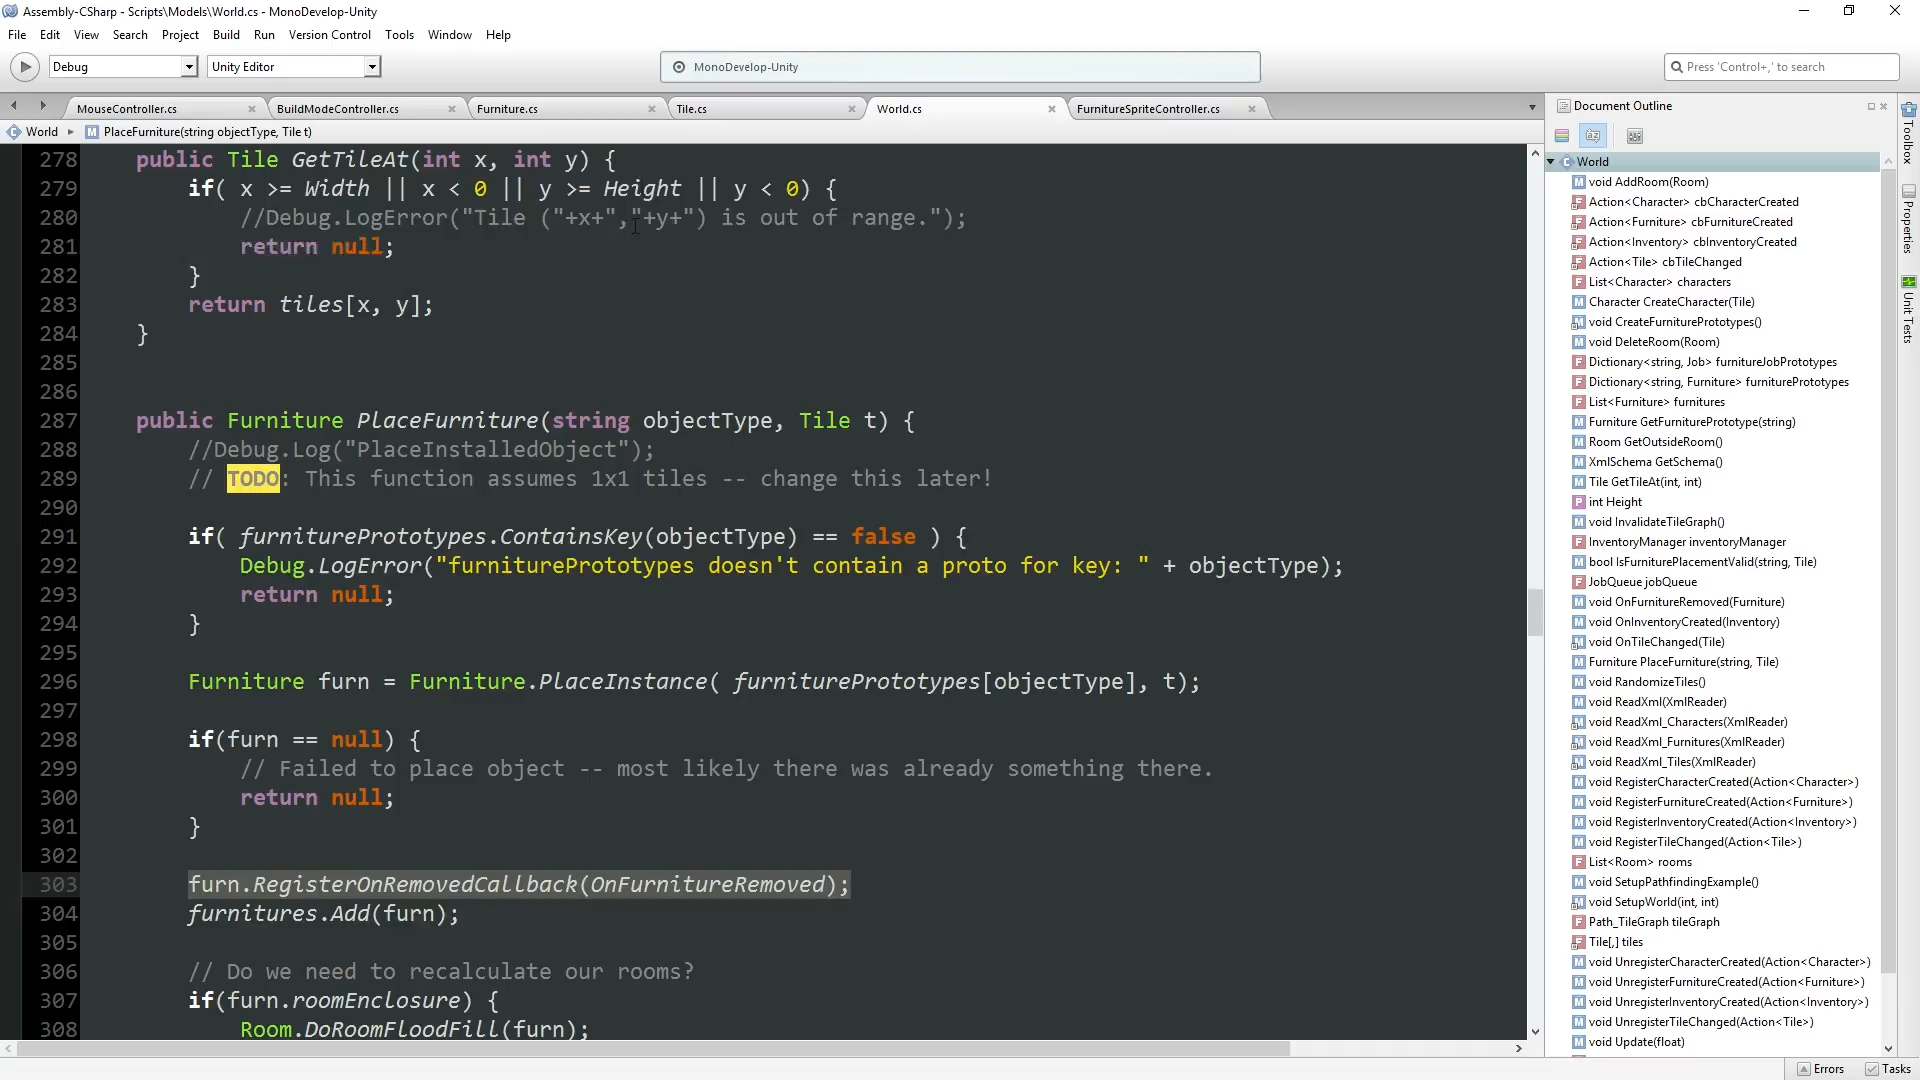 Assembly-CSharp - Scripts\Models\World.cs - MonoDevelop-Unity
File Edit View Search Project Build Run Version Control Tools Window Help
Debug Unity Editor MonoDevelop-Unity Press 'Control+,' to search
MouseController.cs BuildModeController.cs Furniture.cs Tile.cs World.cs FurnitureSpriteController.cs
World PlaceFurniture(string objectType, Tile t)
278 public Tile GetTileAt(int x, int y) {
279 if( x >= Width || x < 0 || y >= Height || y < 0) {
280 //Debug.LogError("Tile ("+x+","+y+") is out of range.");
281 return null;
282 }
283 return tiles[x, y];
284 }
285
286
287 public Furniture PlaceFurniture(string objectType, Tile t) {
288 //Debug.Log("PlaceInstalledObject");
289 // TODO: This function assumes 1x1 tiles -- change this later!
290
291 if( furniturePrototypes.ContainsKey(objectType) == false ) {
292 Debug.LogError("furniturePrototypes doesn't contain a proto for key: " + objectType);
293 return null;
294 }
295
296 Furniture furn = Furniture.PlaceInstance( furniturePrototypes[objectType], t);
297
298 if(furn == null) {
299 // Failed to place object -- most likely there was already something there.
300 return null;
301 }
302
303 furn.RegisterOnRemovedCallback(OnFurnitureRemoved);
304 furnitures.Add(furn);
305
306 // Do we need to recalculate our rooms?
307 if(furn.roomEnclosure) {
308 Room.DoRoomFloodFill(furn);
Document Outline
World
void AddRoom(Room)
Action<Character> cbCharacterCreated
Action<Furniture> cbFurnitureCreated
Action<Inventory> cbInventoryCreated
Action<Tile> cbTileChanged
List<Character> characters
Character CreateCharacter(Tile)
void CreateFurniturePrototypes()
void DeleteRoom(Room)
Dictionary<string, Job> furnitureJobPrototypes
Dictionary<string, Furniture> furniturePrototypes
List<Furniture> furnitures
Furniture GetFurniturePrototype(string)
Room GetOutsideRoom()
XmlSchema GetSchema()
Tile GetTileAt(int, int)
int Height
void InvalidateTileGraph()
InventoryManager inventoryManager
bool IsFurniturePlacementValid(string, Tile)
JobQueue jobQueue
void OnFurnitureRemoved(Furniture)
void OnInventoryCreated(Inventory)
void OnTileChanged(Tile)
Furniture PlaceFurniture(string, Tile)
void RandomizeTiles()
void ReadXml(XmlReader)
void ReadXml_Characters(XmlReader)
void ReadXml_Furnitures(XmlReader)
void ReadXml_Tiles(XmlReader)
void RegisterCharacterCreated(Action<Character>)
void RegisterFurnitureCreated(Action<Furniture>)
void RegisterInventoryCreated(Action<Inventory>)
void RegisterTileChanged(Action<Tile>)
List<Room> rooms
void SetupPathfindingExample()
void SetupWorld(int, int)
Path_TileGraph tileGraph
Tile[,] tiles
void UnregisterCharacterCreated(Action<Character>)
void UnregisterFurnitureCreated(Action<Furniture>)
void UnregisterInventoryCreated(Action<Inventory>)
void UnregisterTileChanged(Action<Tile>)
void Update(float)
Toolbox
Properties
Unit Tests
Errors Tasks